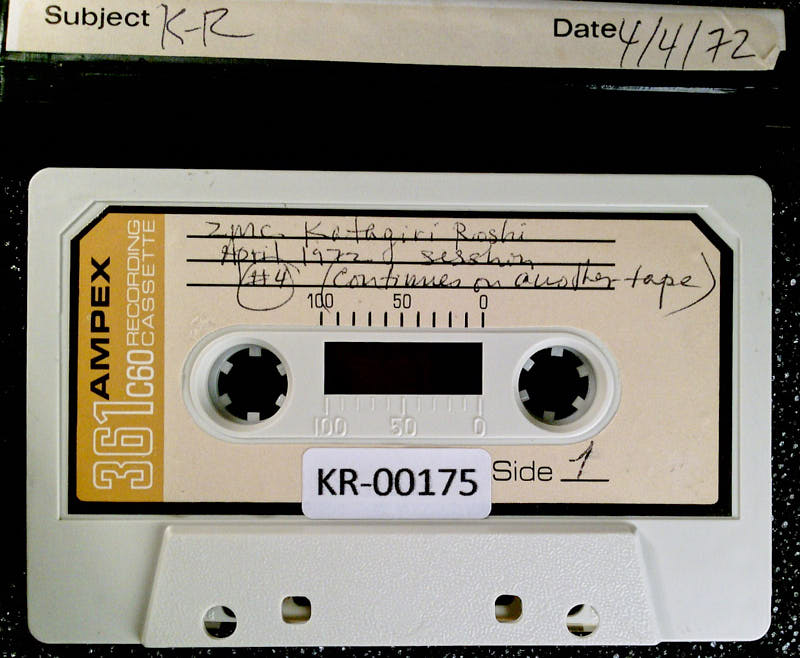 Subject K-R Date 4/4/72
ZMC Katagiri Roshi
April 1972 sesshin
#4 (continues on another tape)
100 50 0
AMPEX
361 C60 RECORDING
CASSETTE
100 50 0
KR-00175
Side 1